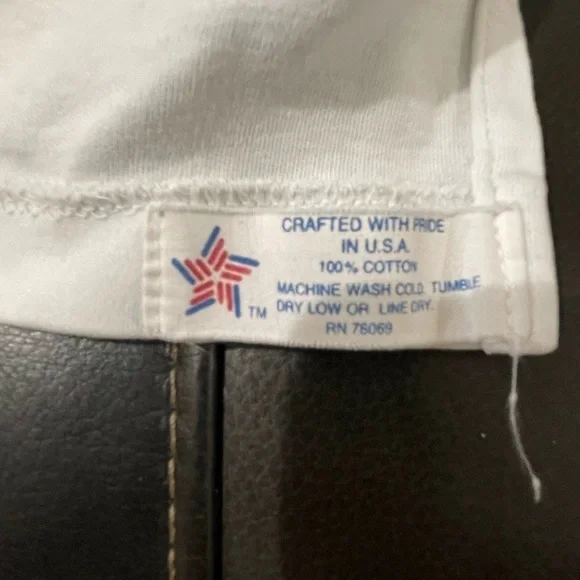 CRAFTED WITH PRIDE
IN U.S.A.
100% COTTON
MACHINE WASH COLD. TUMBLE
DRY LOW OR LINE DRY.
RN 76069
TM